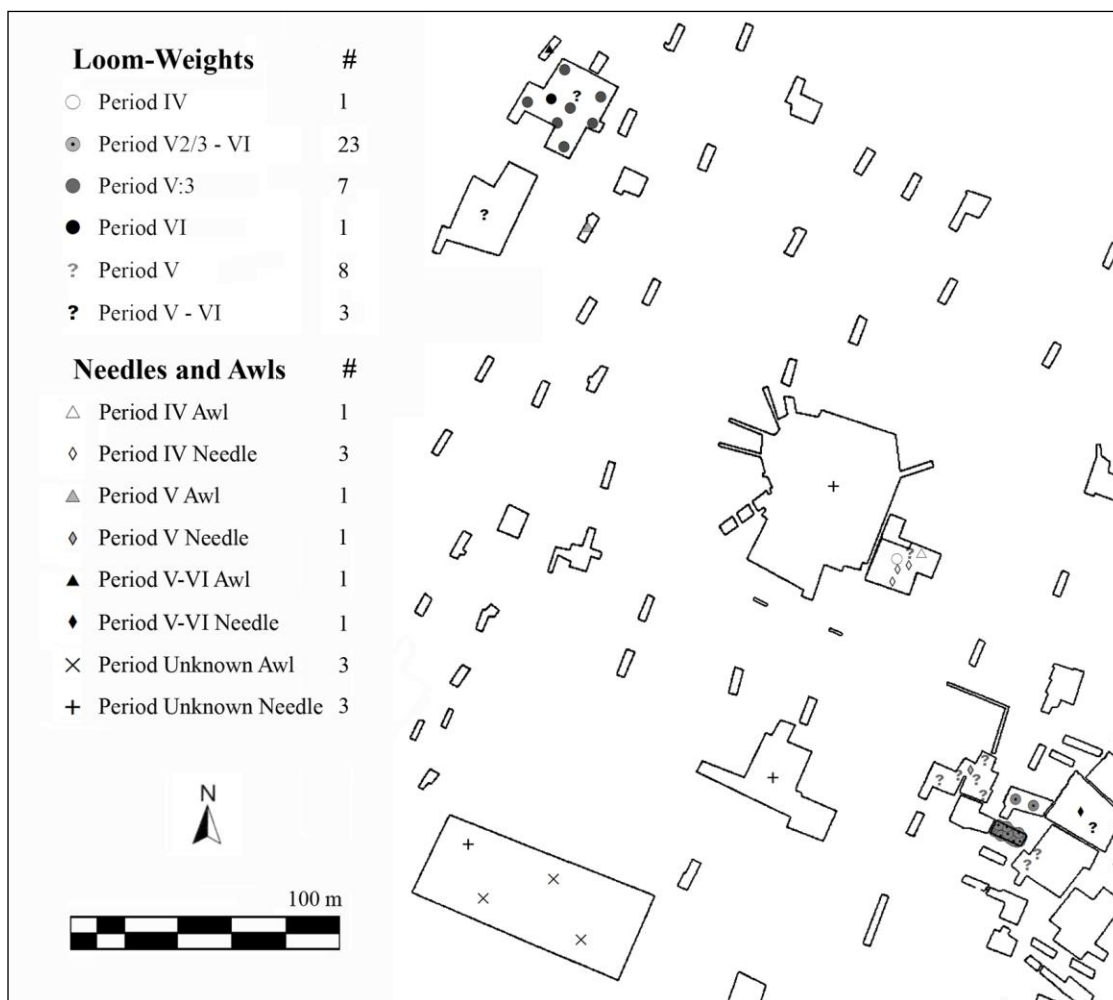 Loom-Weights #
Period IV 1
Period V2/3 - VI 23
Period V:3 7
Period VI 1
? Period V 8
? Period V - VI 3
Needles and Awls #
Period IV Awl 1
Period IV Needle 3
Period V Awl 1
Period V Needle 1
Period V-VI Awl 1
Period V-VI Needle 1
Period Unknown Awl 3
Period Unknown Needle 3
N
100 m